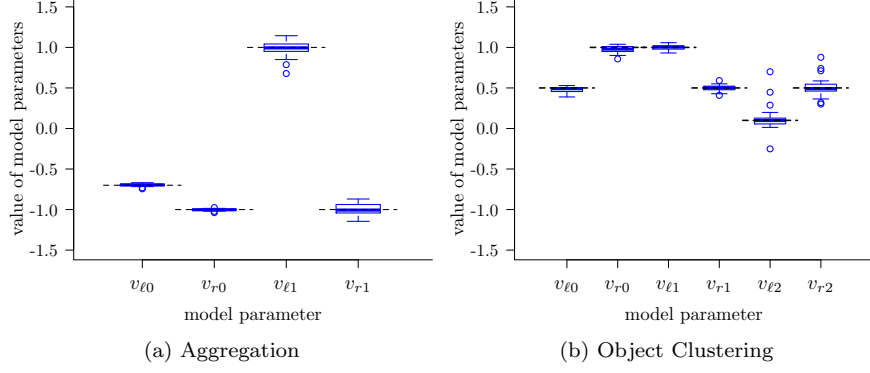 value of model parameters
1.5
1.0
0.5
0.0
-0.5
-1.0
-1.5
vℓ0 vr0 vℓ1 vr1
model parameter
(a) Aggregation
value of model parameters
1.5
1.0
0.5
0.0
-0.5
-1.0
-1.5
vℓ0 vr0 vℓ1 vr1 vℓ2 vr2
model parameter
(b) Object Clustering